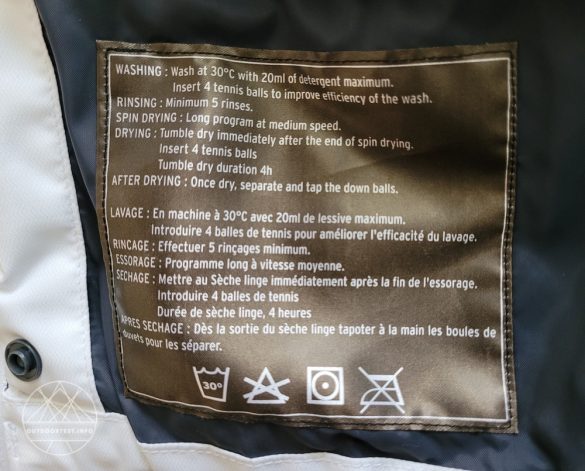 WASHING : Wash at 30°C with 20ml of detergent maximum.
Insert 4 tennis balls to improve efficiency of the wash.
RINSING : Minimum 5 rinses.
SPIN DRYING : Long program at medium speed.
DRYING : Tumble dry immediately after the end of spin drying.
Insert 4 tennis balls
Tumble dry duration 4h
AFTER DRYING : Once dry, separate and tap the down balls.
LAVAGE : En machine à 30°C avec 20ml de lessive maximum.
Introduire 4 balles de tennis pour améliorer l'efficacité du lavage.
RINCAGE : Effectuer 5 rinçages minimum.
ESSORAGE : Programme long à vitesse moyenne.
SECHAGE : Mettre au Sèche linge immédiatement après la fin de l'essorage.
Introduire 4 balles de tennis
Durée de sèche linge, 4 heures
APRES SECHAGE : Dès la sortie du sèche linge tapoter à la main les boules de
duvets pour les séparer.
30°
OUTDOORTEST.INFO